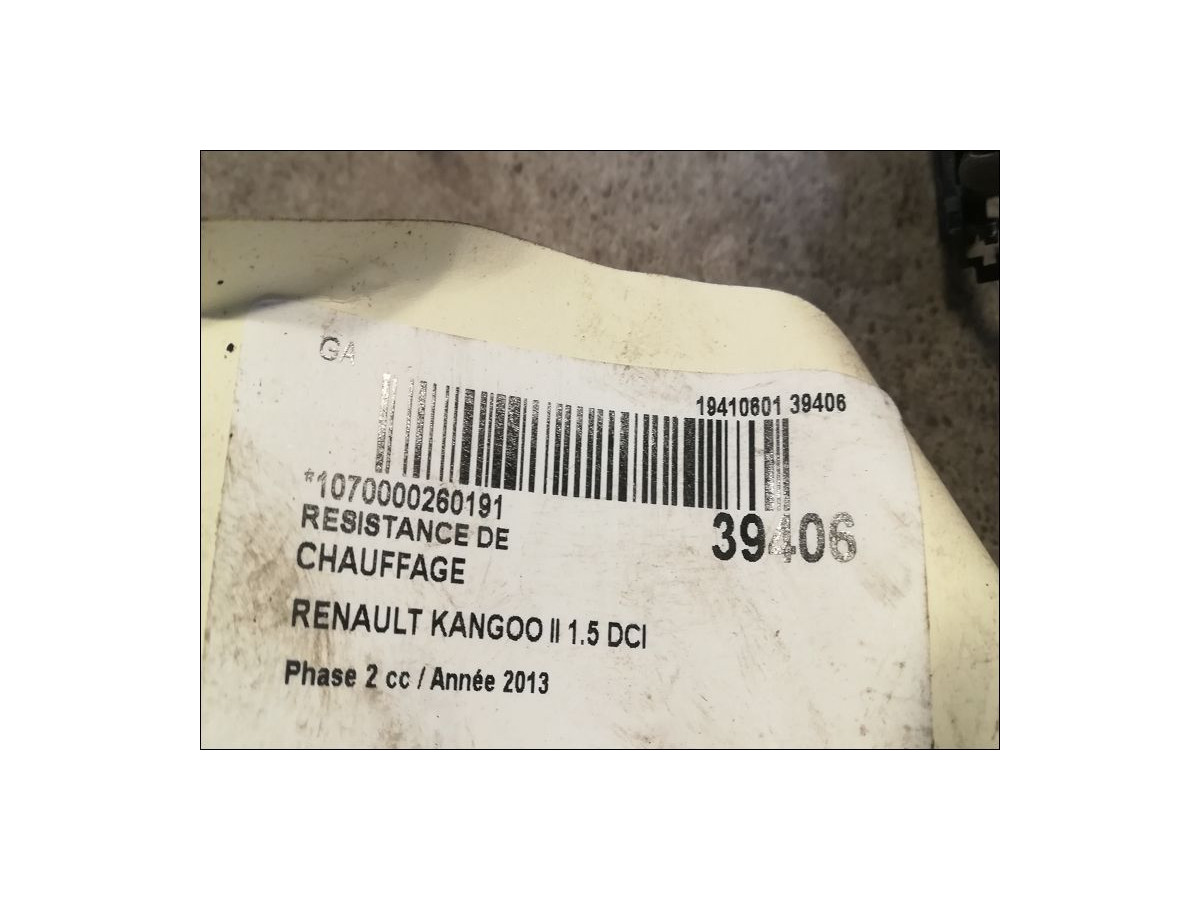 GA
19410601 39406
*1070000260191
39406
RESISTANCE DE
CHAUFFAGE
RENAULT KANGOO II 1.5 DCI
Phase 2 cc / Année 2013